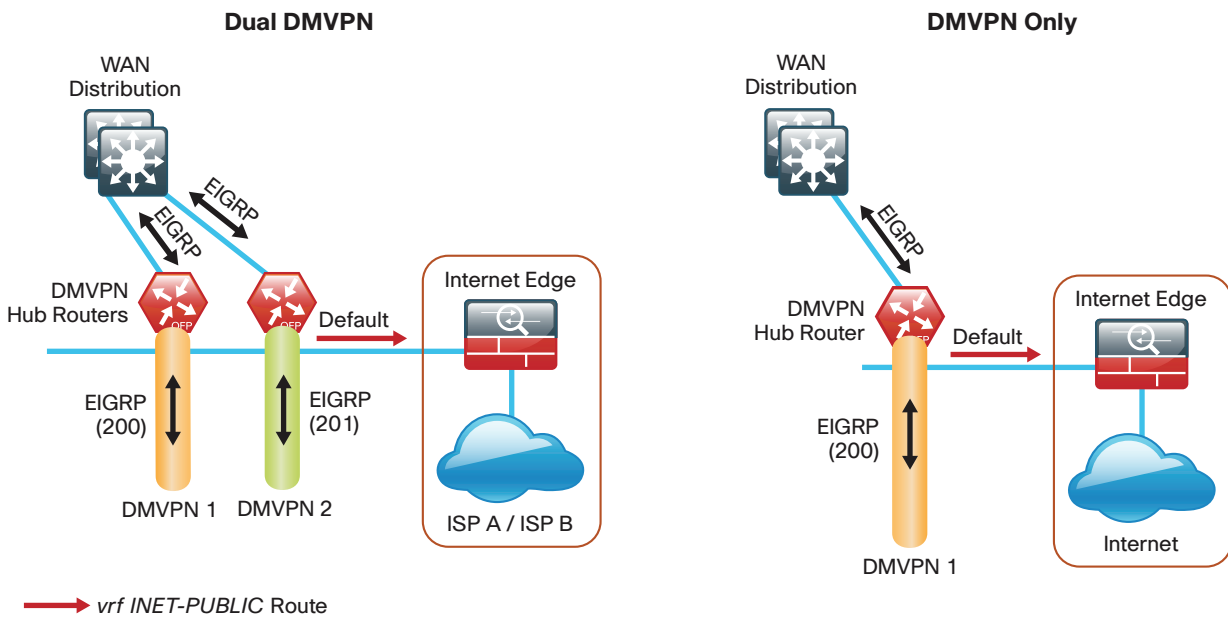 Dual DMVPN
WAN
Distribution
EIGRP
EIGRP
DMVPN
Hub Routers
Internet Edge
Default
EIGRP
(200)
EIGRP
(201)
DMVPN 1
DMVPN 2
ISP A / ISP B
DMVPN Only
WAN
Distribution
EIGRP
DMVPN
Hub Router
Internet Edge
Default
EIGRP
(200)
DMVPN 1
Internet
vrf INET-PUBLIC Route